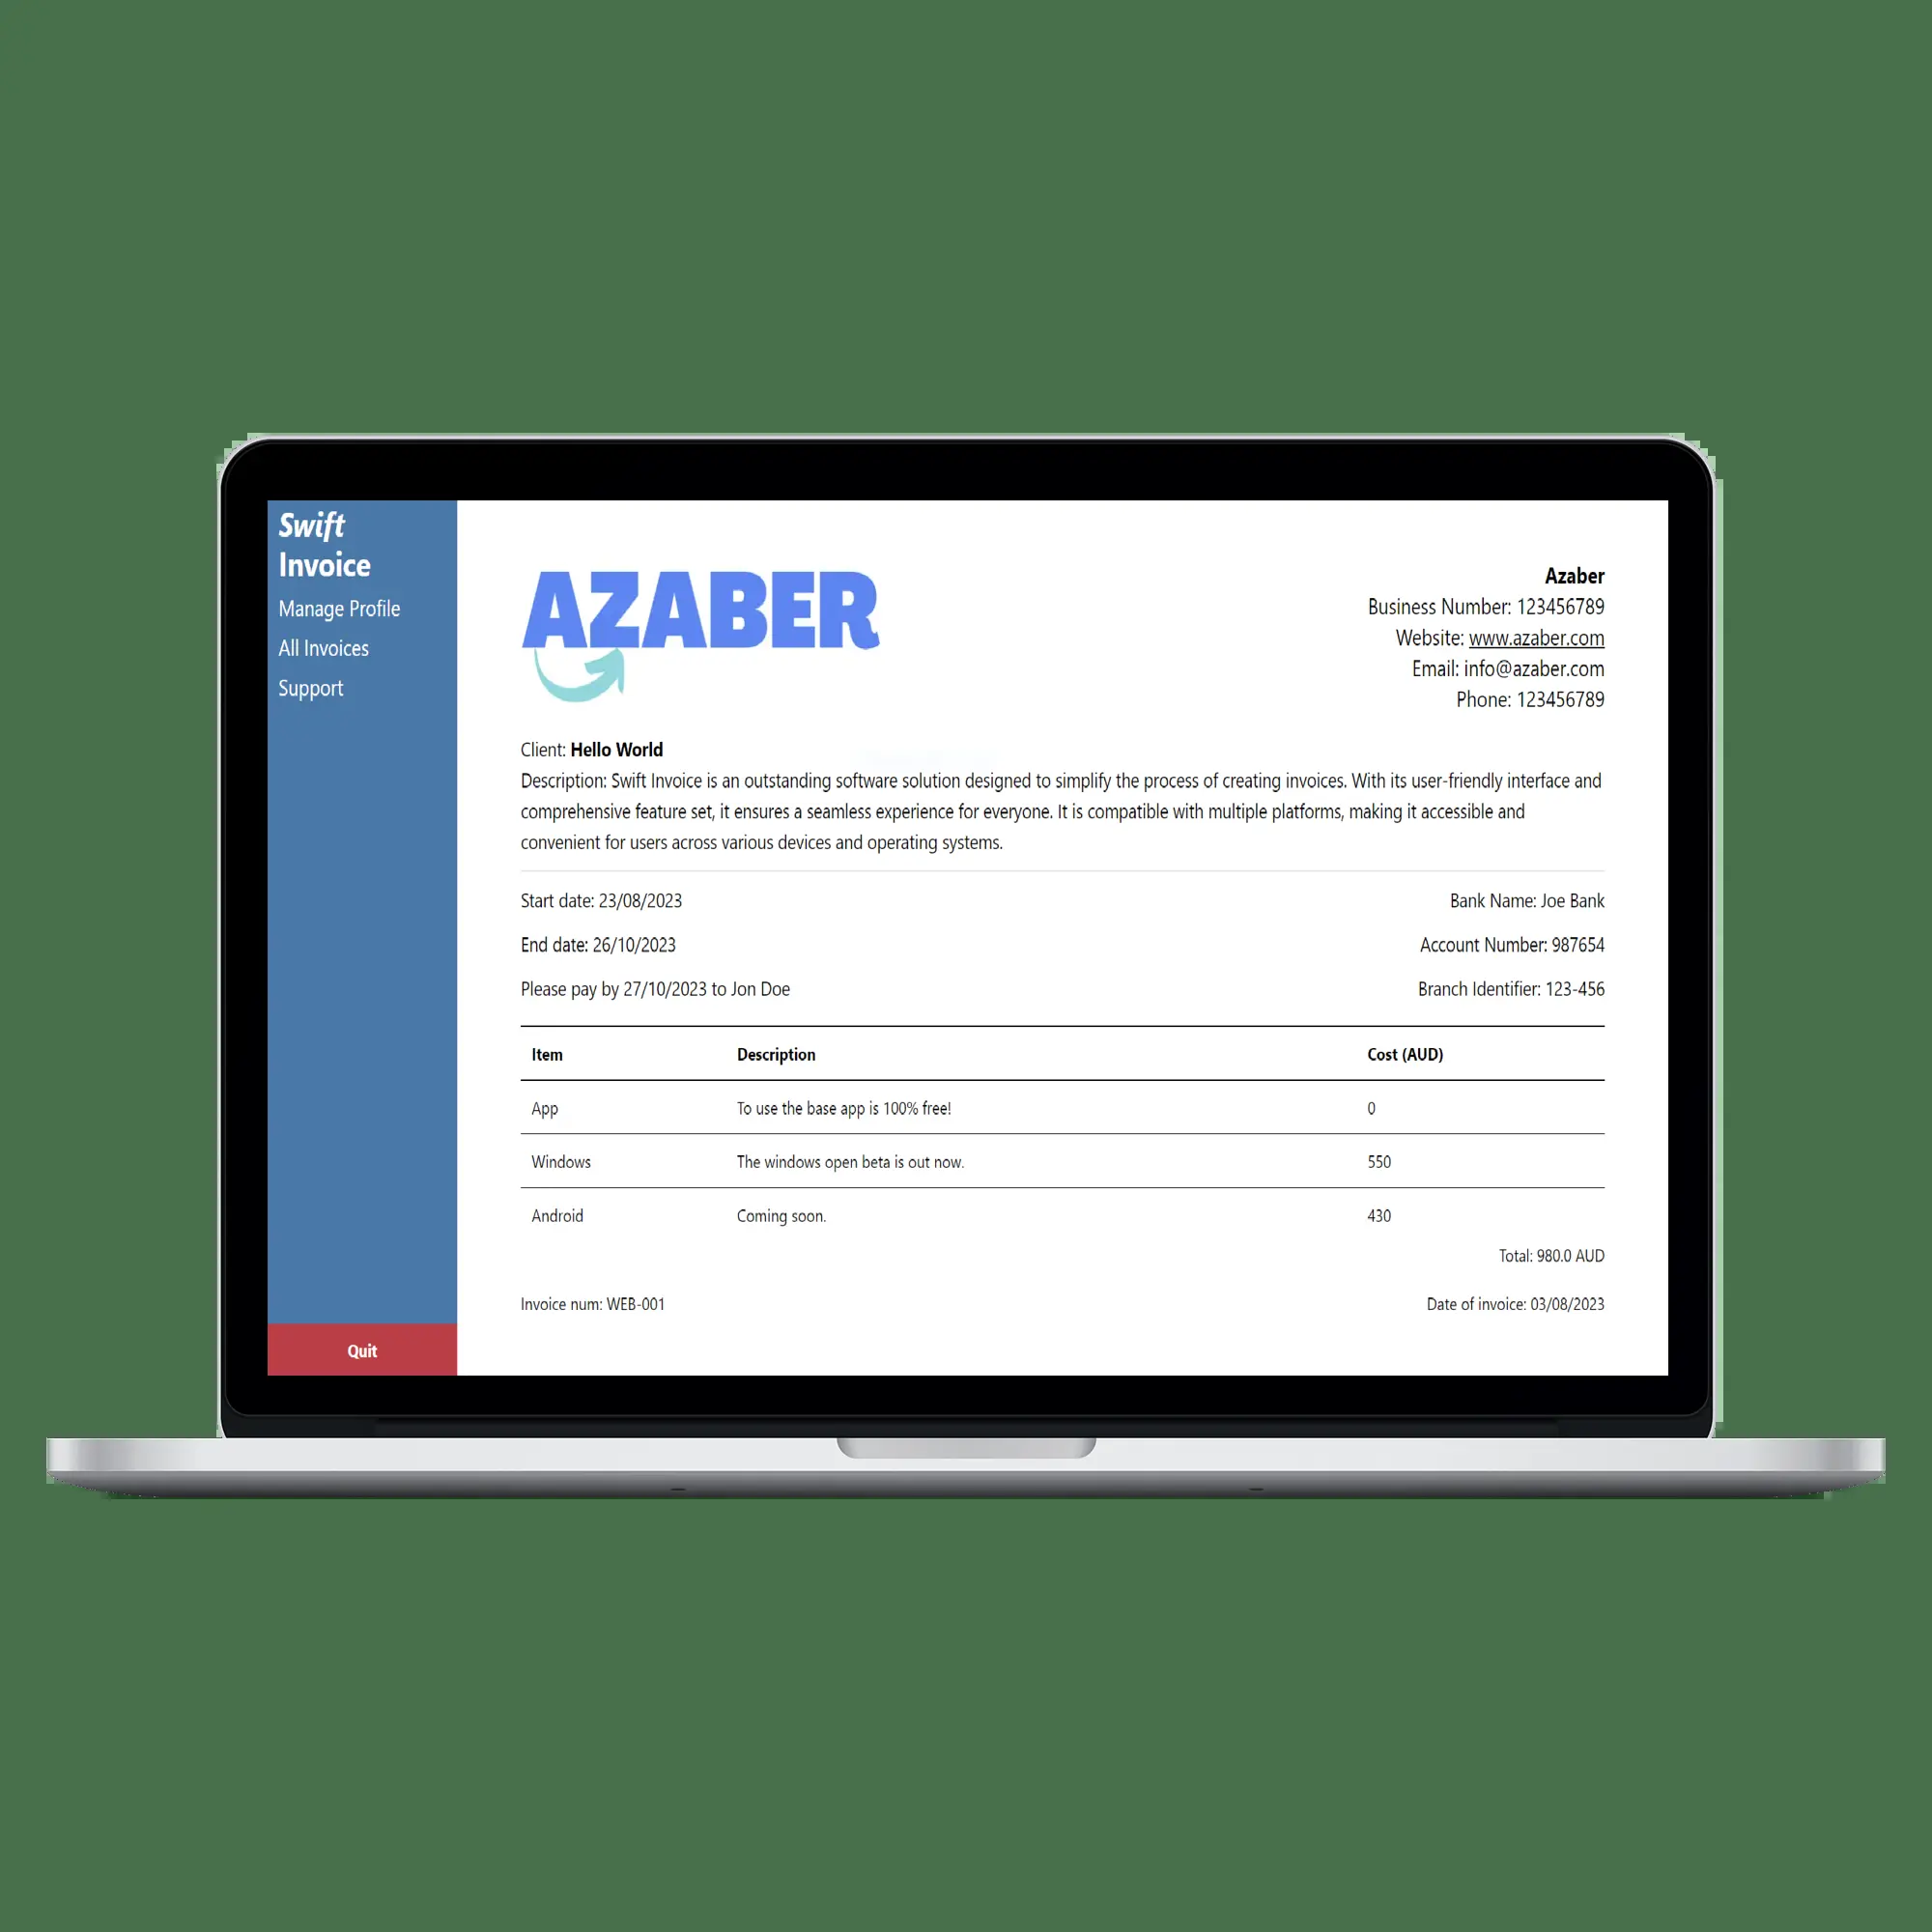 Swift
Invoice
Manage Profile
All Invoices
Support
Quit
AZABER
Azaber
Business Number: 123456789
Website: www.azaber.com
Email: info@azaber.com
Phone: 123456789
Client: Hello World
Description: Swift Invoice is an outstanding software solution designed to simplify the process of creating invoices. With its user-friendly interface and
comprehensive feature set, it ensures a seamless experience for everyone. It is compatible with multiple platforms, making it accessible and
convenient for users across various devices and operating systems.
Start date: 23/08/2023
Bank Name: Joe Bank
End date: 26/10/2023
Account Number: 987654
Please pay by 27/10/2023 to Jon Doe
Branch Identifier: 123-456
Item Description Cost (AUD)
App To use the base app is 100% free! 0
Windows The windows open beta is out now. 550
Android Coming soon. 430
Total: 980.0 AUD
Invoice num: WEB-001
Date of invoice: 03/08/2023